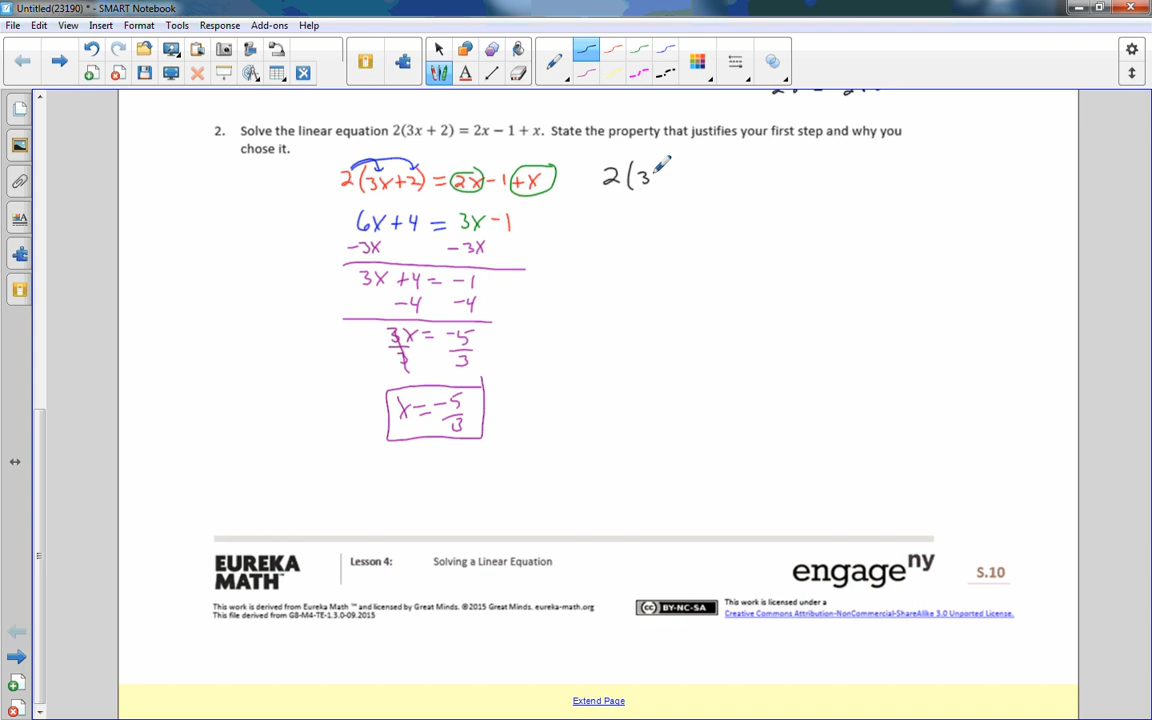 Untitled(23190) * - SMART Notebook
File Edit View Insert Format Tools Response Add-ons Help
2. Solve the linear equation 2(3x + 2) = 2x − 1 + x. State the property that justifies your first step and why you
chose it.
2(3x+2) = 2x -1 +x 2(3
6x+4 = 3x -1
-3x -3x
3x +4 = -1
-4 -4
3x = -5
3 3
x = -5
3
EUREKA
MATH™
Lesson 4: Solving a Linear Equation
engage^ny
S.10
This work is derived from Eureka Math ™ and licensed by Great Minds. ©2015 Great Minds. eureka-math.org
This file derived from G8-M4-TE-1.3.0-09.2015
cc BY-NC-SA
This work is licensed under a
Creative Commons Attribution-NonCommercial-ShareAlike 3.0 Unported License.
Extend Page